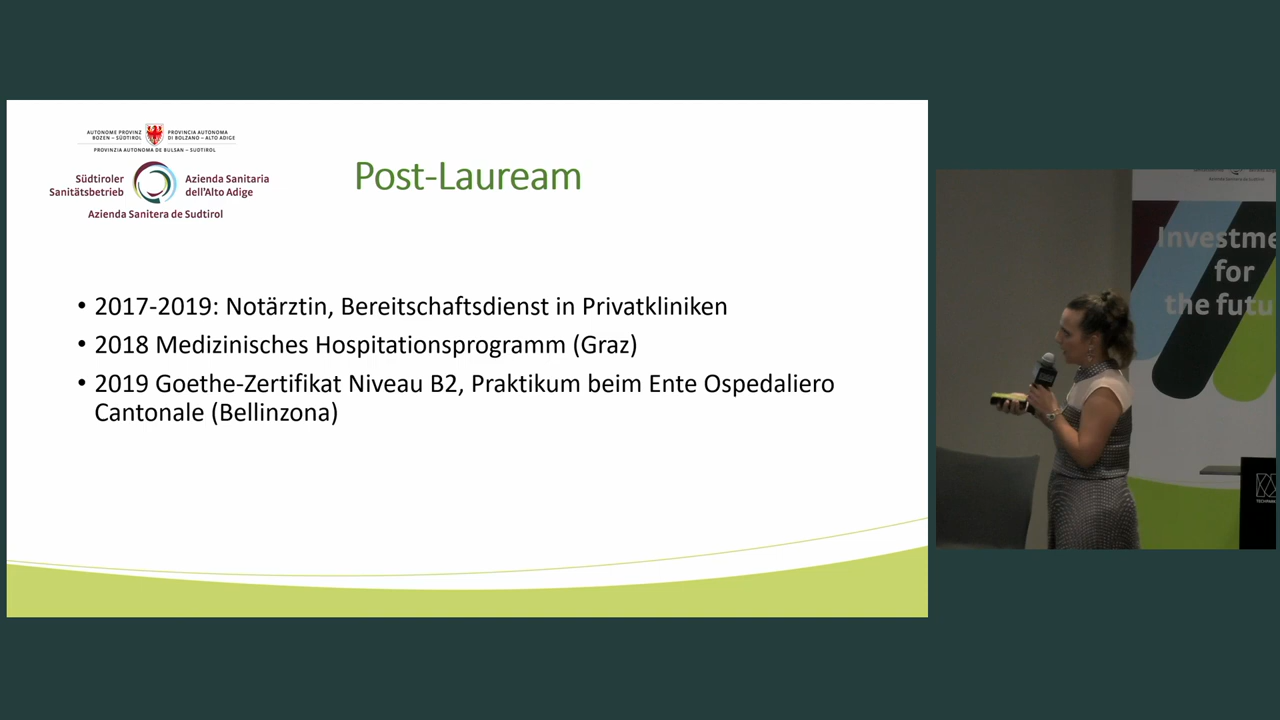 AUTONOME PROVINZ
BOZEN – SÜDTIROL
PROVINCIA AUTONOMA
DI BOLZANO – ALTO ADIGE
PROVINZIA AUTONOMA DE BULSAN – SÜDTIROL
Südtiroler
Sanitätsbetrieb
Azienda Sanitaria
dell'Alto Adige
Azienda Sanitera de Sudtirol
Post-Lauream
• 2017-2019: Notärztin, Bereitschaftsdienst in Privatkliniken
• 2018 Medizinisches Hospitationsprogramm (Graz)
• 2019 Goethe-Zertifikat Niveau B2, Praktikum beim Ente Ospedaliero
Cantonale (Bellinzona)
Investme
for
the futu